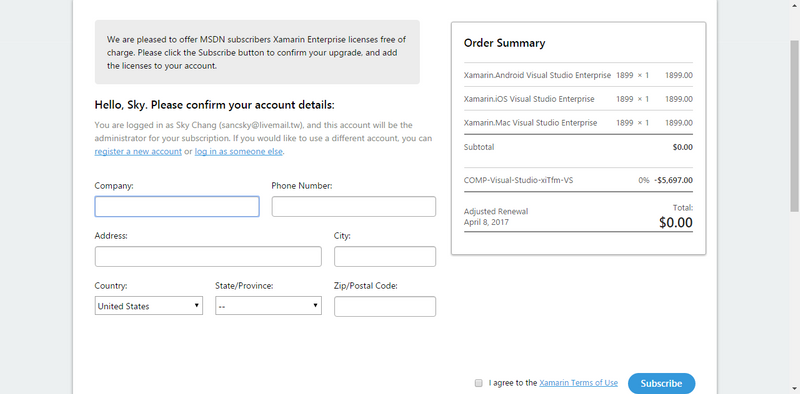 We are pleased to offer MSDN subscribers Xamarin Enterprise licenses free of
charge. Please click the Subscribe button to confirm your upgrade, and add
the licenses to your account.
Hello, Sky. Please confirm your account details:
You are logged in as Sky Chang (sancsky@livemail.tw), and this account will be the
administrator for your subscription. If you would like to use a different account, you can
register a new account or log in as someone else.
Company: Phone Number:
Address: City:
Country: State/Province: Zip/Postal Code:
United States --
Order Summary
Xamarin.Android Visual Studio Enterprise 1899 × 1 1899.00
Xamarin.iOS Visual Studio Enterprise 1899 × 1 1899.00
Xamarin.Mac Visual Studio Enterprise 1899 × 1 1899.00
Subtotal $0.00
COMP-Visual-Studio-xiTfm-VS 0% -$5,697.00
Adjusted Renewal Total:
April 8, 2017 $0.00
I agree to the Xamarin Terms of Use Subscribe